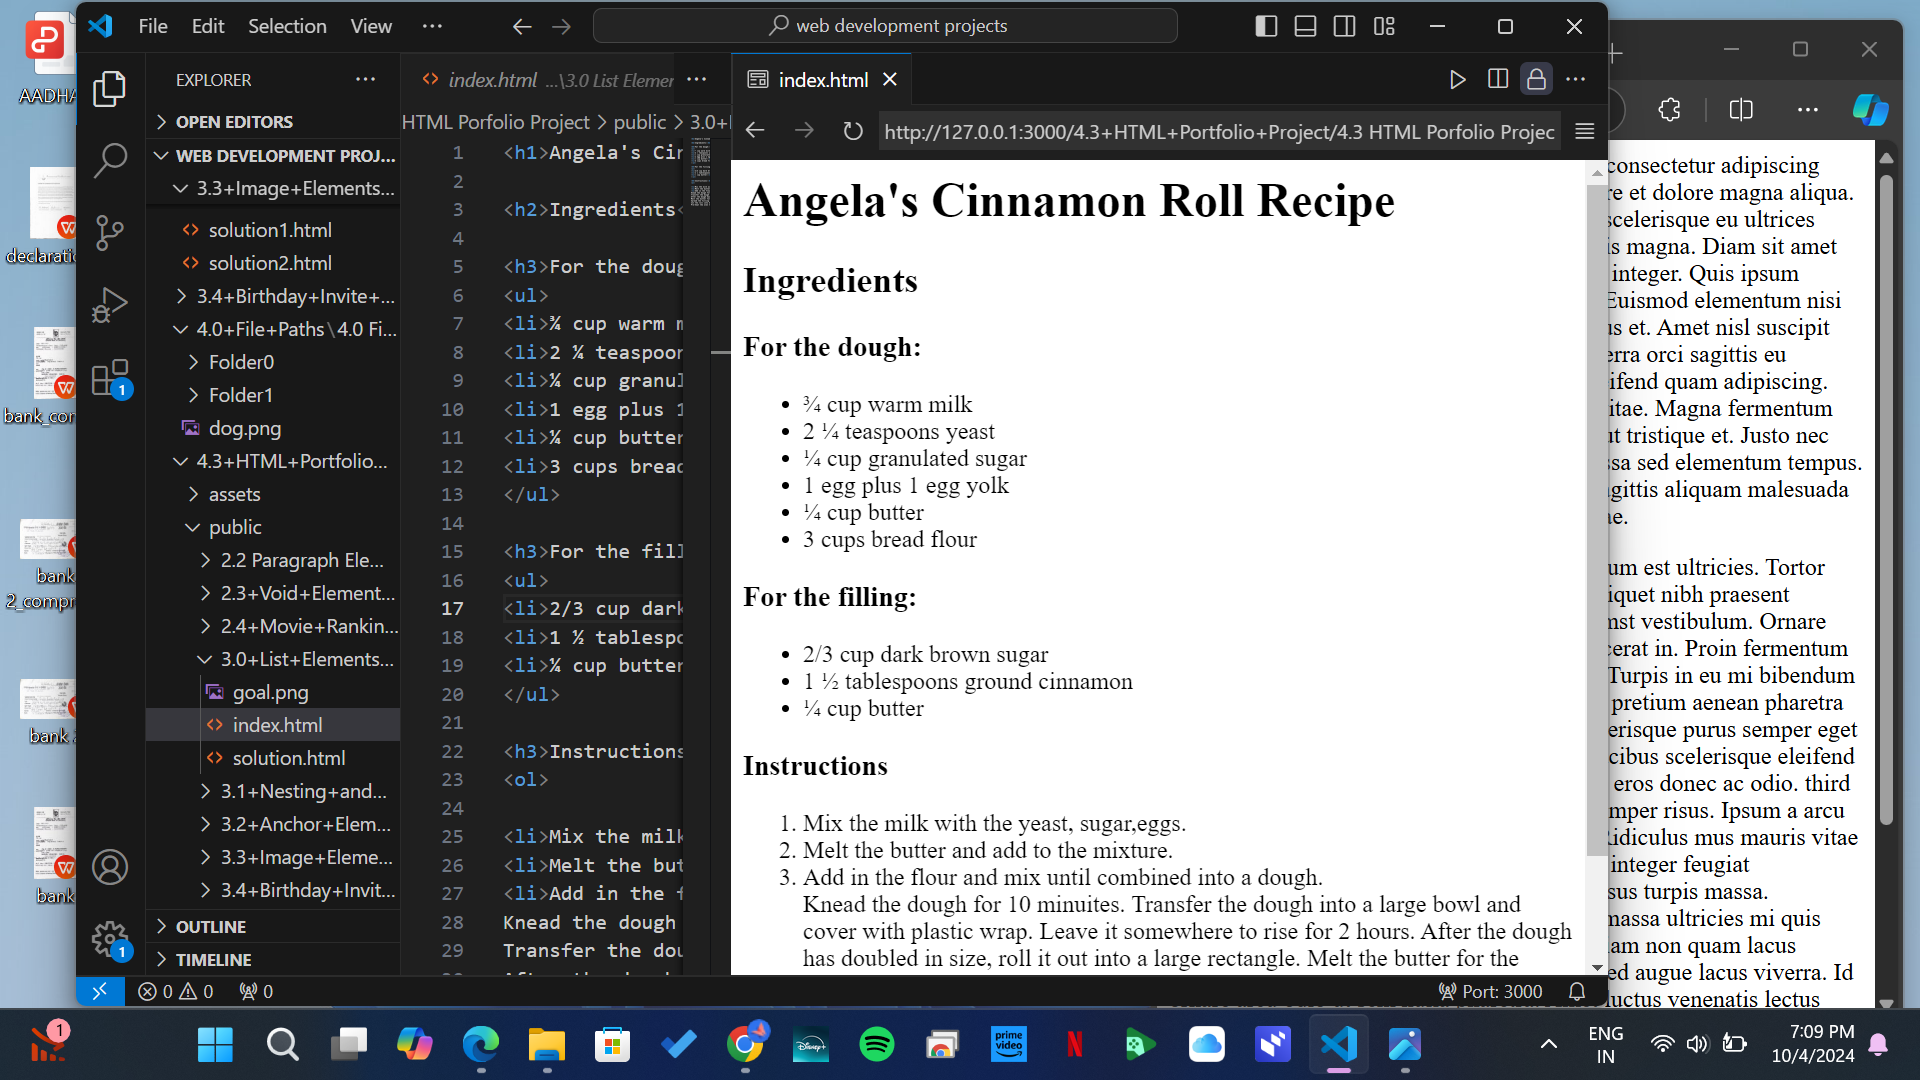 File Edit Selection View ··· web development projects
AADHA
declaratic
bank_cor
bank
2_compr
bank 2
bank
EXPLORER
OPEN EDITORS
WEB DEVELOPMENT PROJ...
3.3+Image+Elements...
solution1.html
solution2.html
3.4+Birthday+Invite+...
4.0+File+Paths\4.0 Fi...
Folder0
Folder1
dog.png
4.3+HTML+Portfolio...
assets
public
2.2 Paragraph Ele...
2.3+Void+Element...
2.4+Movie+Rankin...
3.0+List+Elements...
goal.png
index.html
solution.html
3.1+Nesting+and...
3.2+Anchor+Elem...
3.3+Image+Eleme...
3.4+Birthday+Invit...
OUTLINE
TIMELINE
index.html ...\3.0 List Elemen
HTML Porfolio Project > public > 3.0+l
1 <h1>Angela's Cin
2
3 <h2>Ingredients<
4
5 <h3>For the doug
6 <ul>
7 <li>¾ cup warm m
8 <li>2 ¼ teaspoon
9 <li>¼ cup granul
10 <li>1 egg plus 1
11 <li>¼ cup butter
12 <li>3 cups bread
13 </ul>
14
15 <h3>For the fill
16 <ul>
17 <li>2/3 cup dark
18 <li>1 ½ tablespo
19 <li>¼ cup butter
20 </ul>
21
22 <h3>Instructions
23 <ol>
24
25 <li>Mix the milk
26 <li>Melt the but
27 <li>Add in the f
28 Knead the dough
29 Transfer the dou
index.html
http://127.0.0.1:3000/4.3+HTML+Portfolio+Project/4.3 HTML Porfolio Projec
Angela's Cinnamon Roll Recipe
Ingredients
For the dough:
• ¾ cup warm milk
• 2 ¼ teaspoons yeast
• ¼ cup granulated sugar
• 1 egg plus 1 egg yolk
• ¼ cup butter
• 3 cups bread flour
For the filling:
• 2/3 cup dark brown sugar
• 1 ½ tablespoons ground cinnamon
• ¼ cup butter
Instructions
1. Mix the milk with the yeast, sugar,eggs.
2. Melt the butter and add to the mixture.
3. Add in the flour and mix until combined into a dough.
Knead the dough for 10 minuites. Transfer the dough into a large bowl and
cover with plastic wrap. Leave it somewhere to rise for 2 hours. After the dough
has doubled in size, roll it out into a large rectangle. Melt the butter for the
consectetur adipiscing
re et dolore magna aliqua.
scelerisque eu ultrices
is magna. Diam sit amet
integer. Quis ipsum
Euismod elementum nisi
us et. Amet nisl suscipit
erra orci sagittis eu
ifend quam adipiscing.
itae. Magna fermentum
ut tristique et. Justo nec
ssa sed elementum tempus.
gittis aliquam malesuada
ae.
um est ultricies. Tortor
iquet nibh praesent
mst vestibulum. Ornare
erat in. Proin fermentum
Turpis in eu mi bibendum
pretium aenean pharetra
erisque purus semper eget
cibus scelerisque eleifend
eros donec ac odio. third
mper risus. Ipsum a arcu
Ridiculus mus mauris vitae
integer feugiat
sus turpis massa.
massa ultricies mi quis
am non quam lacus
ed augue lacus viverra. Id
luctus venenatis lectus
0 0 0 Port: 3000
1
1
1
Disney+
prime video
N
ENG
IN
7:09 PM
10/4/2024